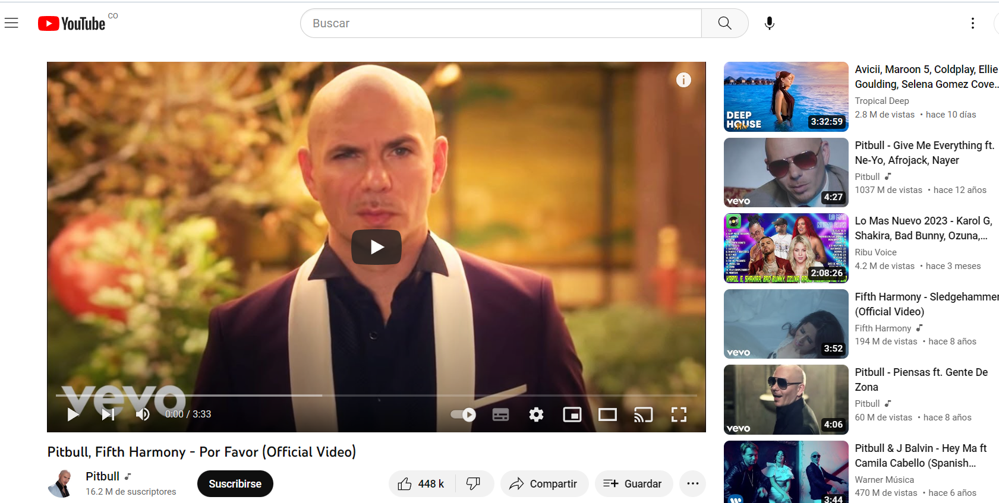 YouTube CO
Buscar
vevo
0:00 / 3:33
Pitbull, Fifth Harmony - Por Favor (Official Video)
Pitbull
16.2 M de suscriptores
Suscribirse
448 k
Compartir
Guardar
DEEP
HOUSE
Mix
3:32:59
Avicii, Maroon 5, Coldplay, Ellie
Goulding, Selena Gomez Cove...
Tropical Deep
2.8 M de vistas • hace 10 días
vevo
4:27
Pitbull - Give Me Everything ft.
Ne-Yo, Afrojack, Nayer
Pitbull
1037 M de vistas • hace 12 años
LO MAS
NUEVO 2023
2:08:26
Lo Mas Nuevo 2023 - Karol G,
Shakira, Bad Bunny, Ozuna,...
Ribu Voice
4.2 M de vistas • hace 3 meses
vevo
3:52
Fifth Harmony - Sledgehammer
(Official Video)
Fifth Harmony
194 M de vistas • hace 8 años
vevo
4:06
Pitbull - Piensas ft. Gente De
Zona
Pitbull
60 M de vistas • hace 8 años
3:44
Pitbull & J Balvin - Hey Ma ft
Camila Cabello (Spanish...
Warner Música
470 M de vistas • hace 6 años